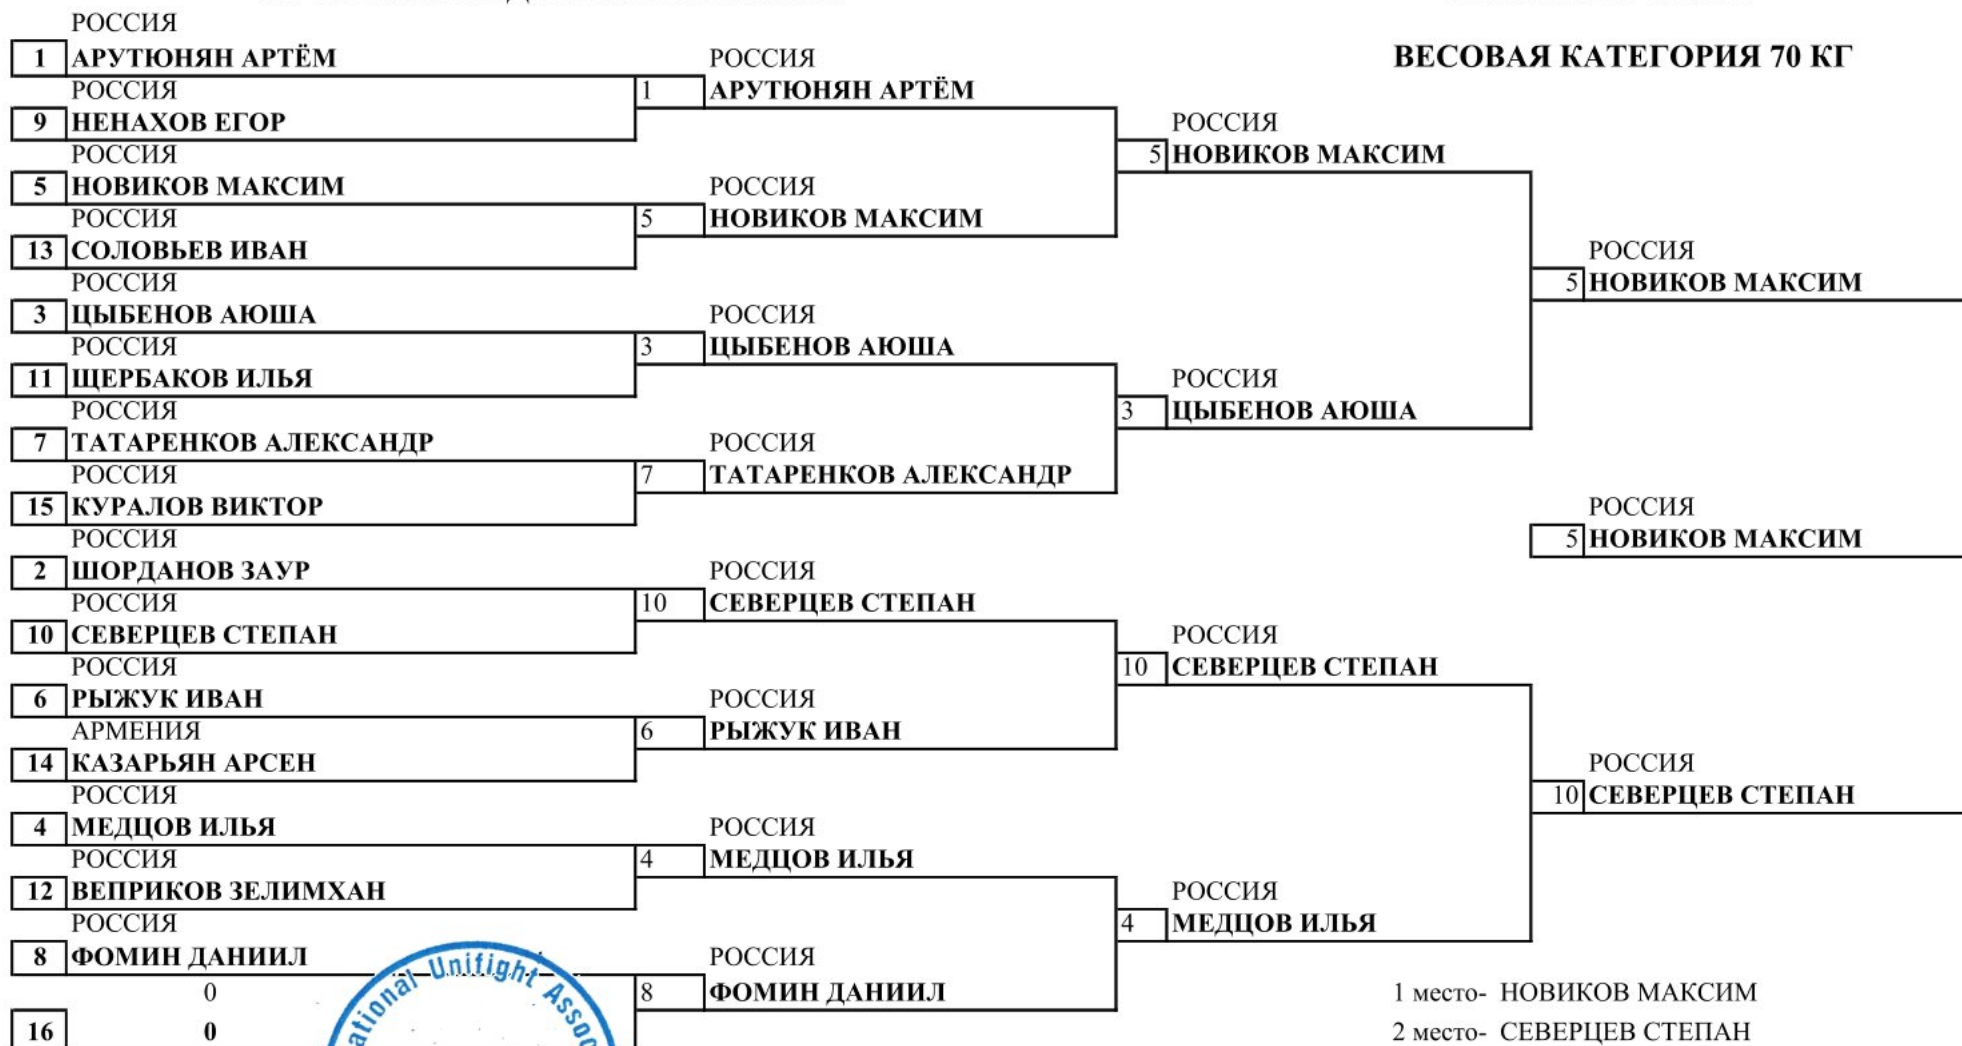 РОССИЯ
1 АРУТЮНЯН АРТЁМ
РОССИЯ
9 НЕНАХОВ ЕГОР
РОССИЯ
5 НОВИКОВ МАКСИМ
РОССИЯ
13 СОЛОВЬЕВ ИВАН
РОССИЯ
3 ЦЫБЕНОВ АЮША
РОССИЯ
11 ЩЕРБАКОВ ИЛЬЯ
РОССИЯ
7 ТАТАРЕНКОВ АЛЕКСАНДР
РОССИЯ
15 КУРАЛОВ ВИКТОР
РОССИЯ
2 ШОРДАНОВ ЗАУР
РОССИЯ
10 СЕВЕРЦЕВ СТЕПАН
РОССИЯ
6 РЫЖУК ИВАН
АРМЕНИЯ
14 КАЗАРЬЯН АРСЕН
РОССИЯ
4 МЕДЦОВ ИЛЬЯ
РОССИЯ
12 ВЕПРИКОВ ЗЕЛИМХАН
РОССИЯ
8 ФОМИН ДАНИИЛ
0
16 0
РОССИЯ
1 АРУТЮНЯН АРТЁМ
РОССИЯ
5 НОВИКОВ МАКСИМ
РОССИЯ
3 ЦЫБЕНОВ АЮША
РОССИЯ
7 ТАТАРЕНКОВ АЛЕКСАНДР
РОССИЯ
10 СЕВЕРЦЕВ СТЕПАН
РОССИЯ
6 РЫЖУК ИВАН
РОССИЯ
4 МЕДЦОВ ИЛЬЯ
РОССИЯ
8 ФОМИН ДАНИИЛ
РОССИЯ
5 НОВИКОВ МАКСИМ
РОССИЯ
3 ЦЫБЕНОВ АЮША
РОССИЯ
10 СЕВЕРЦЕВ СТЕПАН
РОССИЯ
4 МЕДЦОВ ИЛЬЯ
ВЕСОВАЯ КАТЕГОРИЯ 70 КГ
РОССИЯ
5 НОВИКОВ МАКСИМ
РОССИЯ
5 НОВИКОВ МАКСИМ
РОССИЯ
10 СЕВЕРЦЕВ СТЕПАН
1 место- НОВИКОВ МАКСИМ
2 место- СЕВЕРЦЕВ СТЕПАН
Unifight